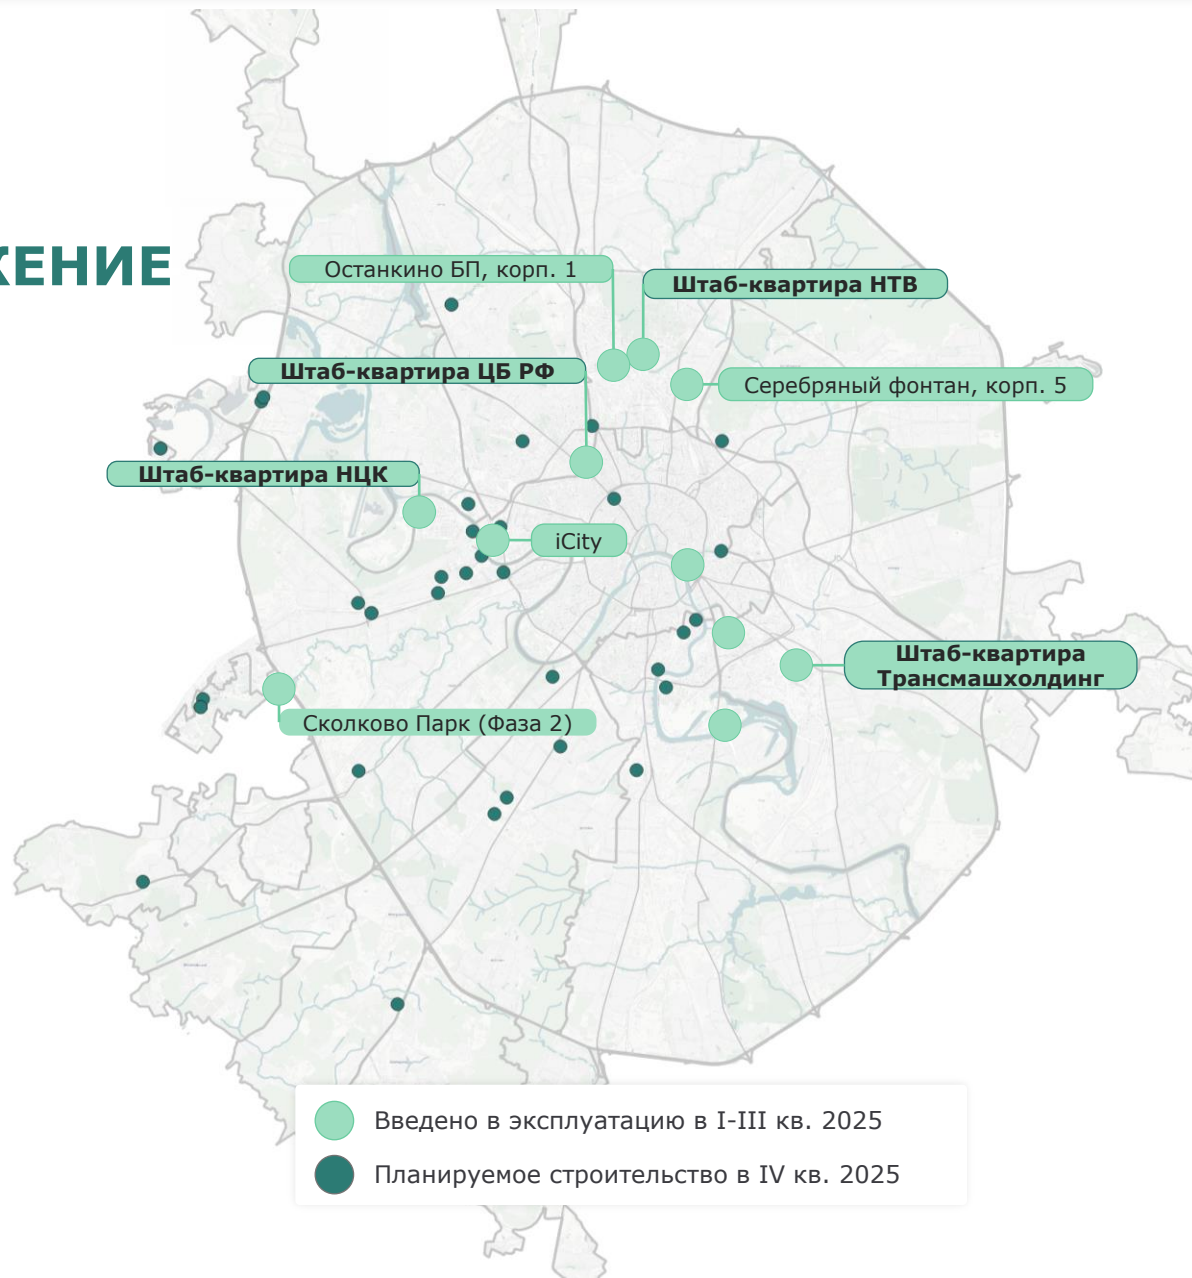 ЖЕНИЕ
Останкино БП, корп. 1
Штаб-квартира НТВ
Штаб-квартира ЦБ РФ
Серебряный фонтан, корп. 5
Штаб-квартира НЦК
iCity
Штаб-квартира
Трансмашхолдинг
Сколково Парк (Фаза 2)
Введено в эксплуатацию в I-III кв. 2025
Планируемое строительство в IV кв. 2025